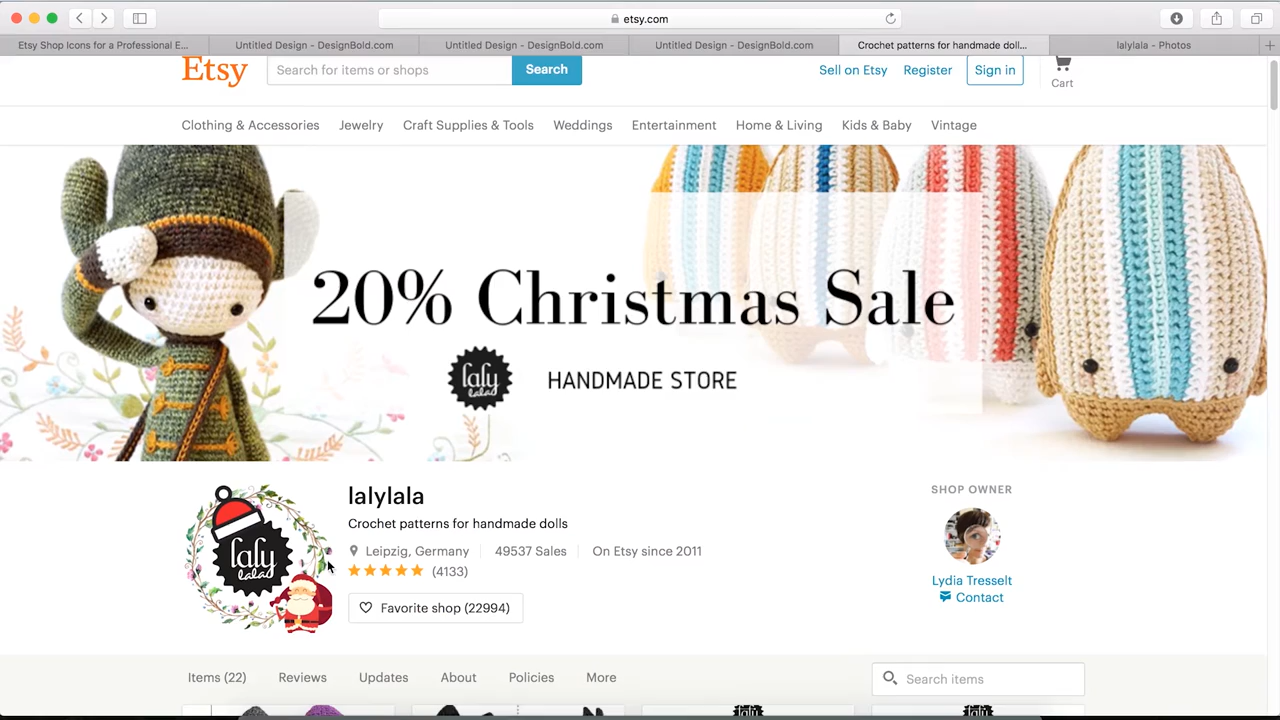 etsy.com
Etsy Shop Icons for a Professional E...
Untitled Design - DesignBold.com
Untitled Design - DesignBold.com
Untitled Design - DesignBold.com
Crochet patterns for handmade doll...
lalylala - Photos
Etsy
Search for items or shops
Search
Sell on Etsy
Register
Sign in
Cart
Clothing & Accessories
Jewelry
Craft Supplies & Tools
Weddings
Entertainment
Home & Living
Kids & Baby
Vintage
20% Christmas Sale
laly
lala
HANDMADE STORE
laly
lala
lalylala
Crochet patterns for handmade dolls
Leipzig, Germany
49537 Sales
On Etsy since 2011
(4133)
Favorite shop (22994)
SHOP OWNER
Lydia Tresselt
Contact
Items (22)
Reviews
Updates
About
Policies
More
Search items